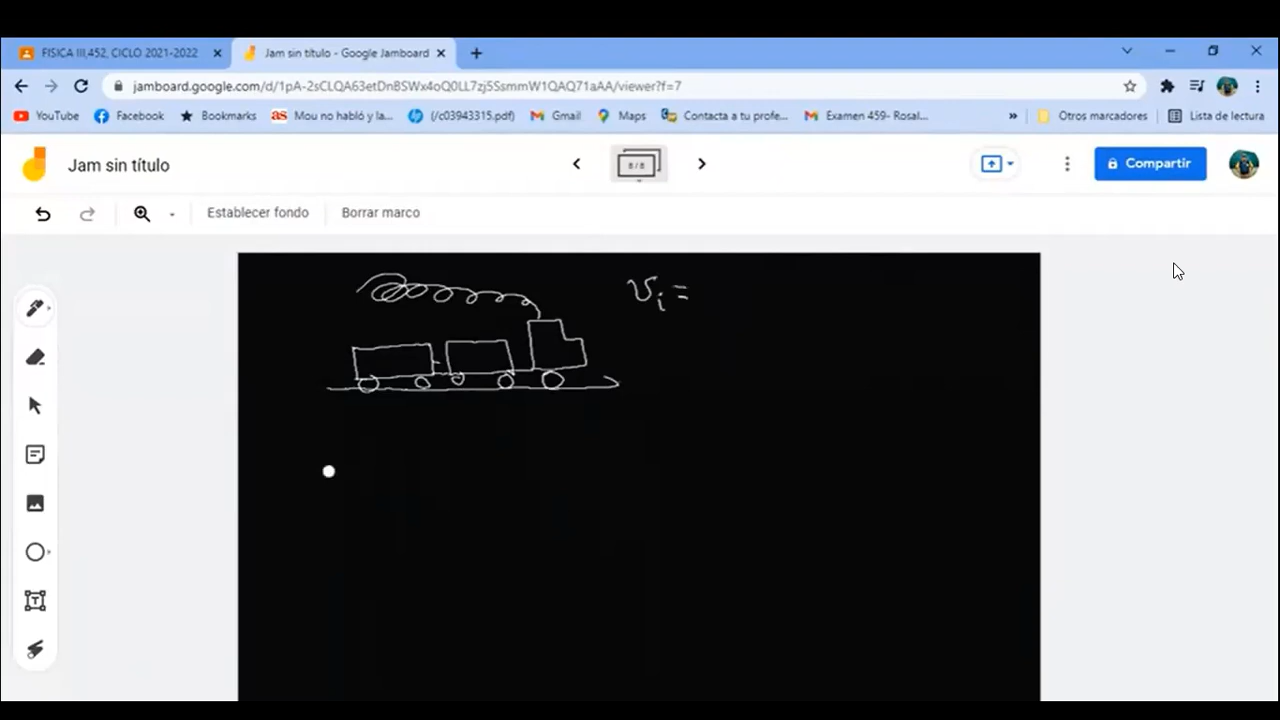 FISICA III,452, CICLO 2021-2022
Jam sin título - Google Jamboard
jamboard.google.com/d/1pA-2sCLQA63etDnBSWx4oQ0LL7zj5SsmmW1QAQ71aAA/viewer?f=7
YouTube
Facebook
Bookmarks
as Mou no habló y la...
hp (/c03943315.pdf)
Gmail
Maps
Contacta a tu profe...
Examen 459- Rosal...
»
Otros marcadores
Lista de lectura
Jam sin título
8/8
Compartir
Establecer fondo
Borrar marco
vi=
T